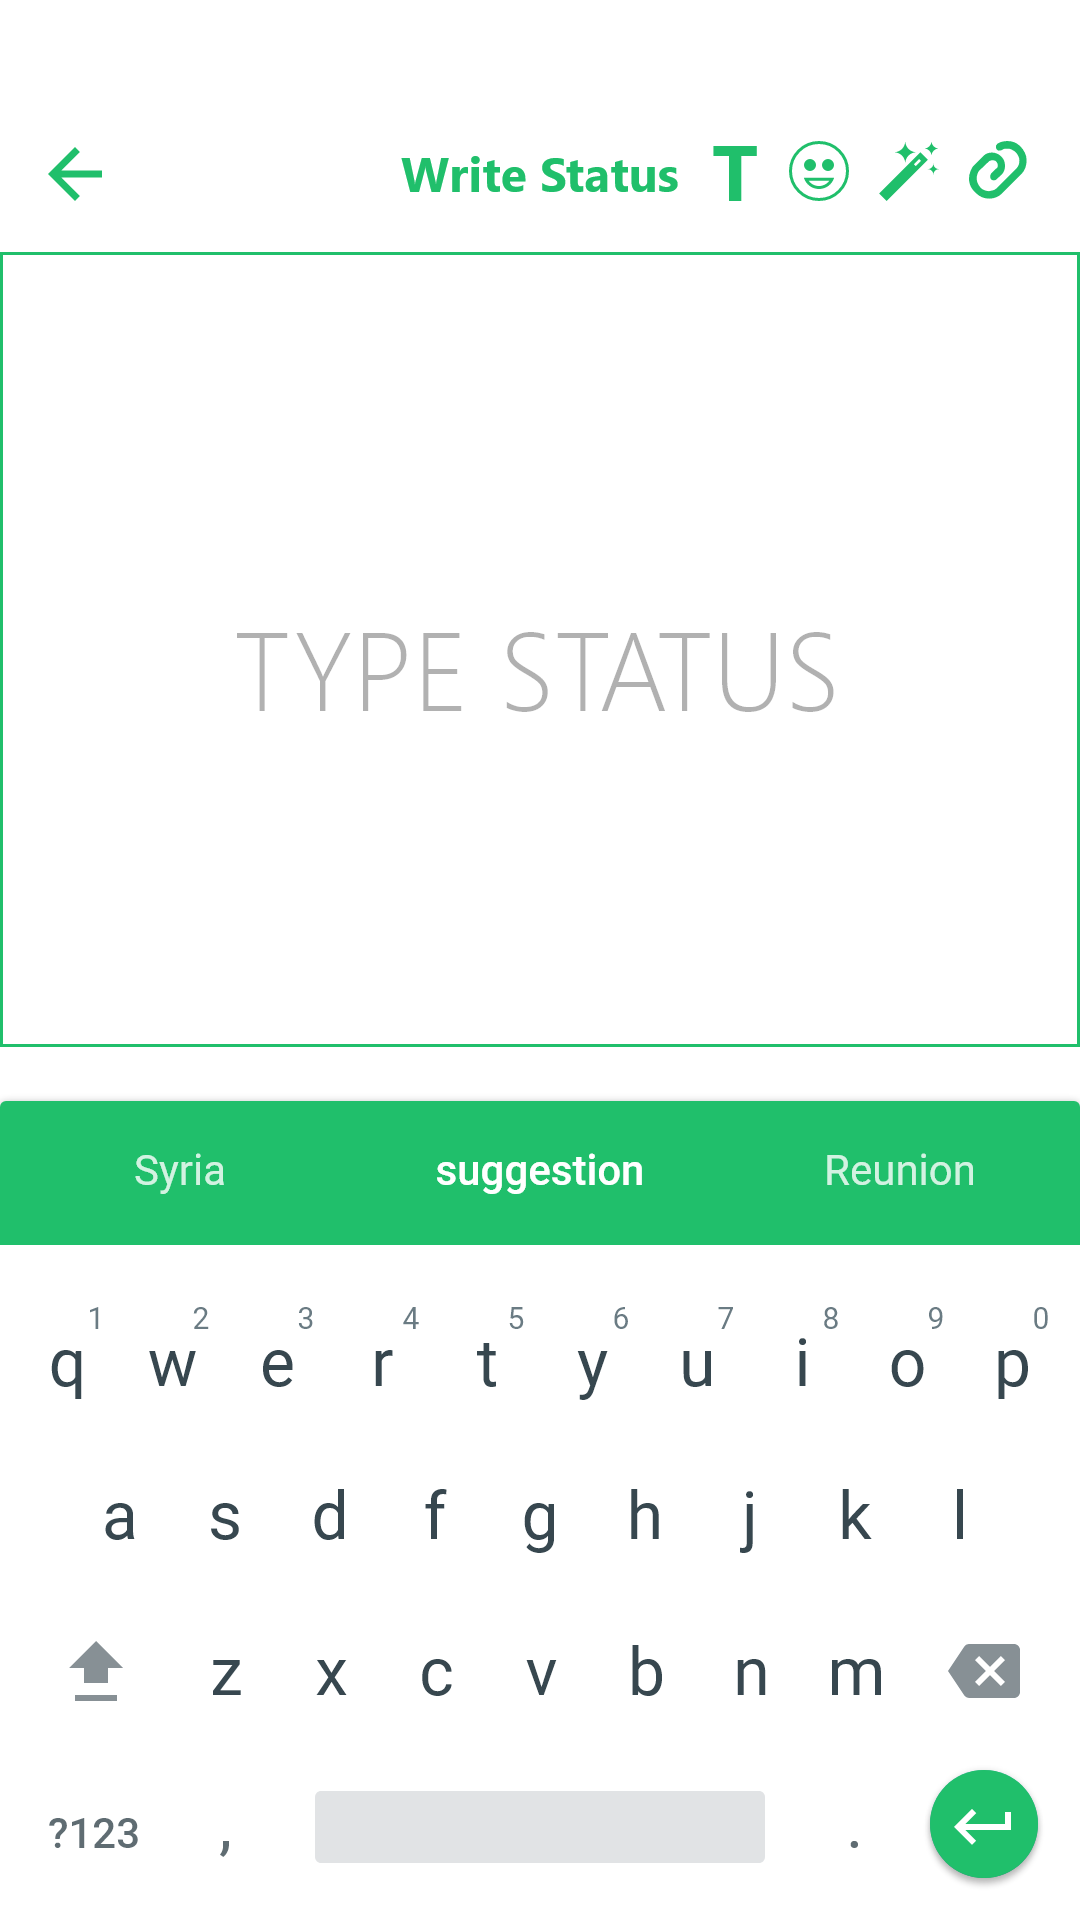 Write Status T
TYPE STATUS
Syria suggestion Reunion
1 2 3 4 5 6 7 8 9 0
q w e r t y u i o p
a s d f g h j k l
z x c v b n m
?123 , .